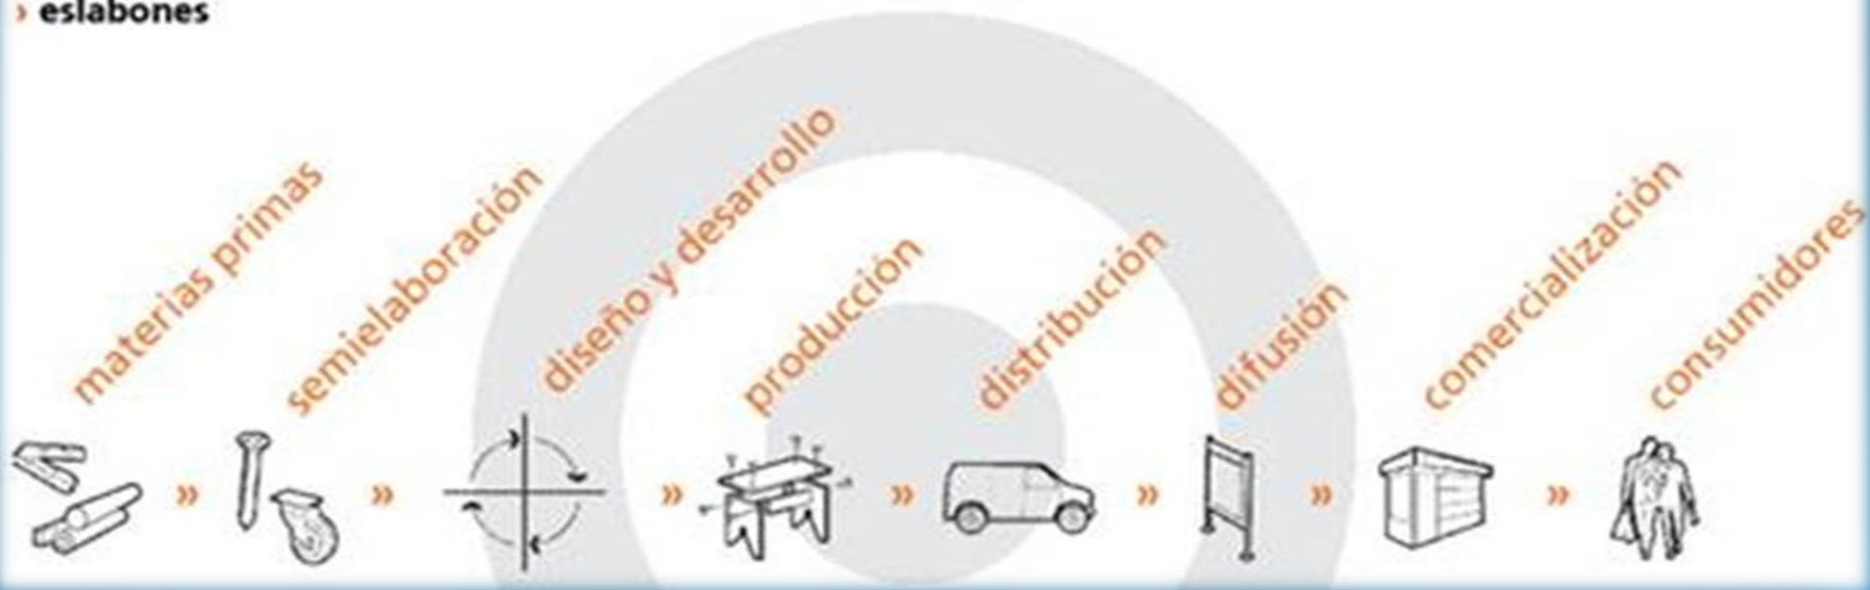 › eslabones
materias primas
semielaboración
diseño y desarrollo
producción
distribución
difusión
comercialización
consumidores
» » » » » » »